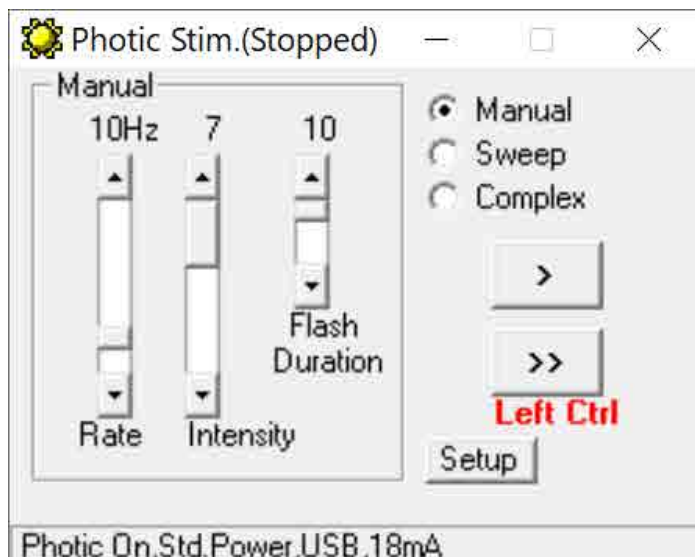 Photic Stim.(Stopped)
Manual
10Hz 7 10
Rate Intensity
Flash
Duration
Manual
Sweep
Complex
>
>>
Left Ctrl
Setup
Photic On,Std.Power,USB,18mA